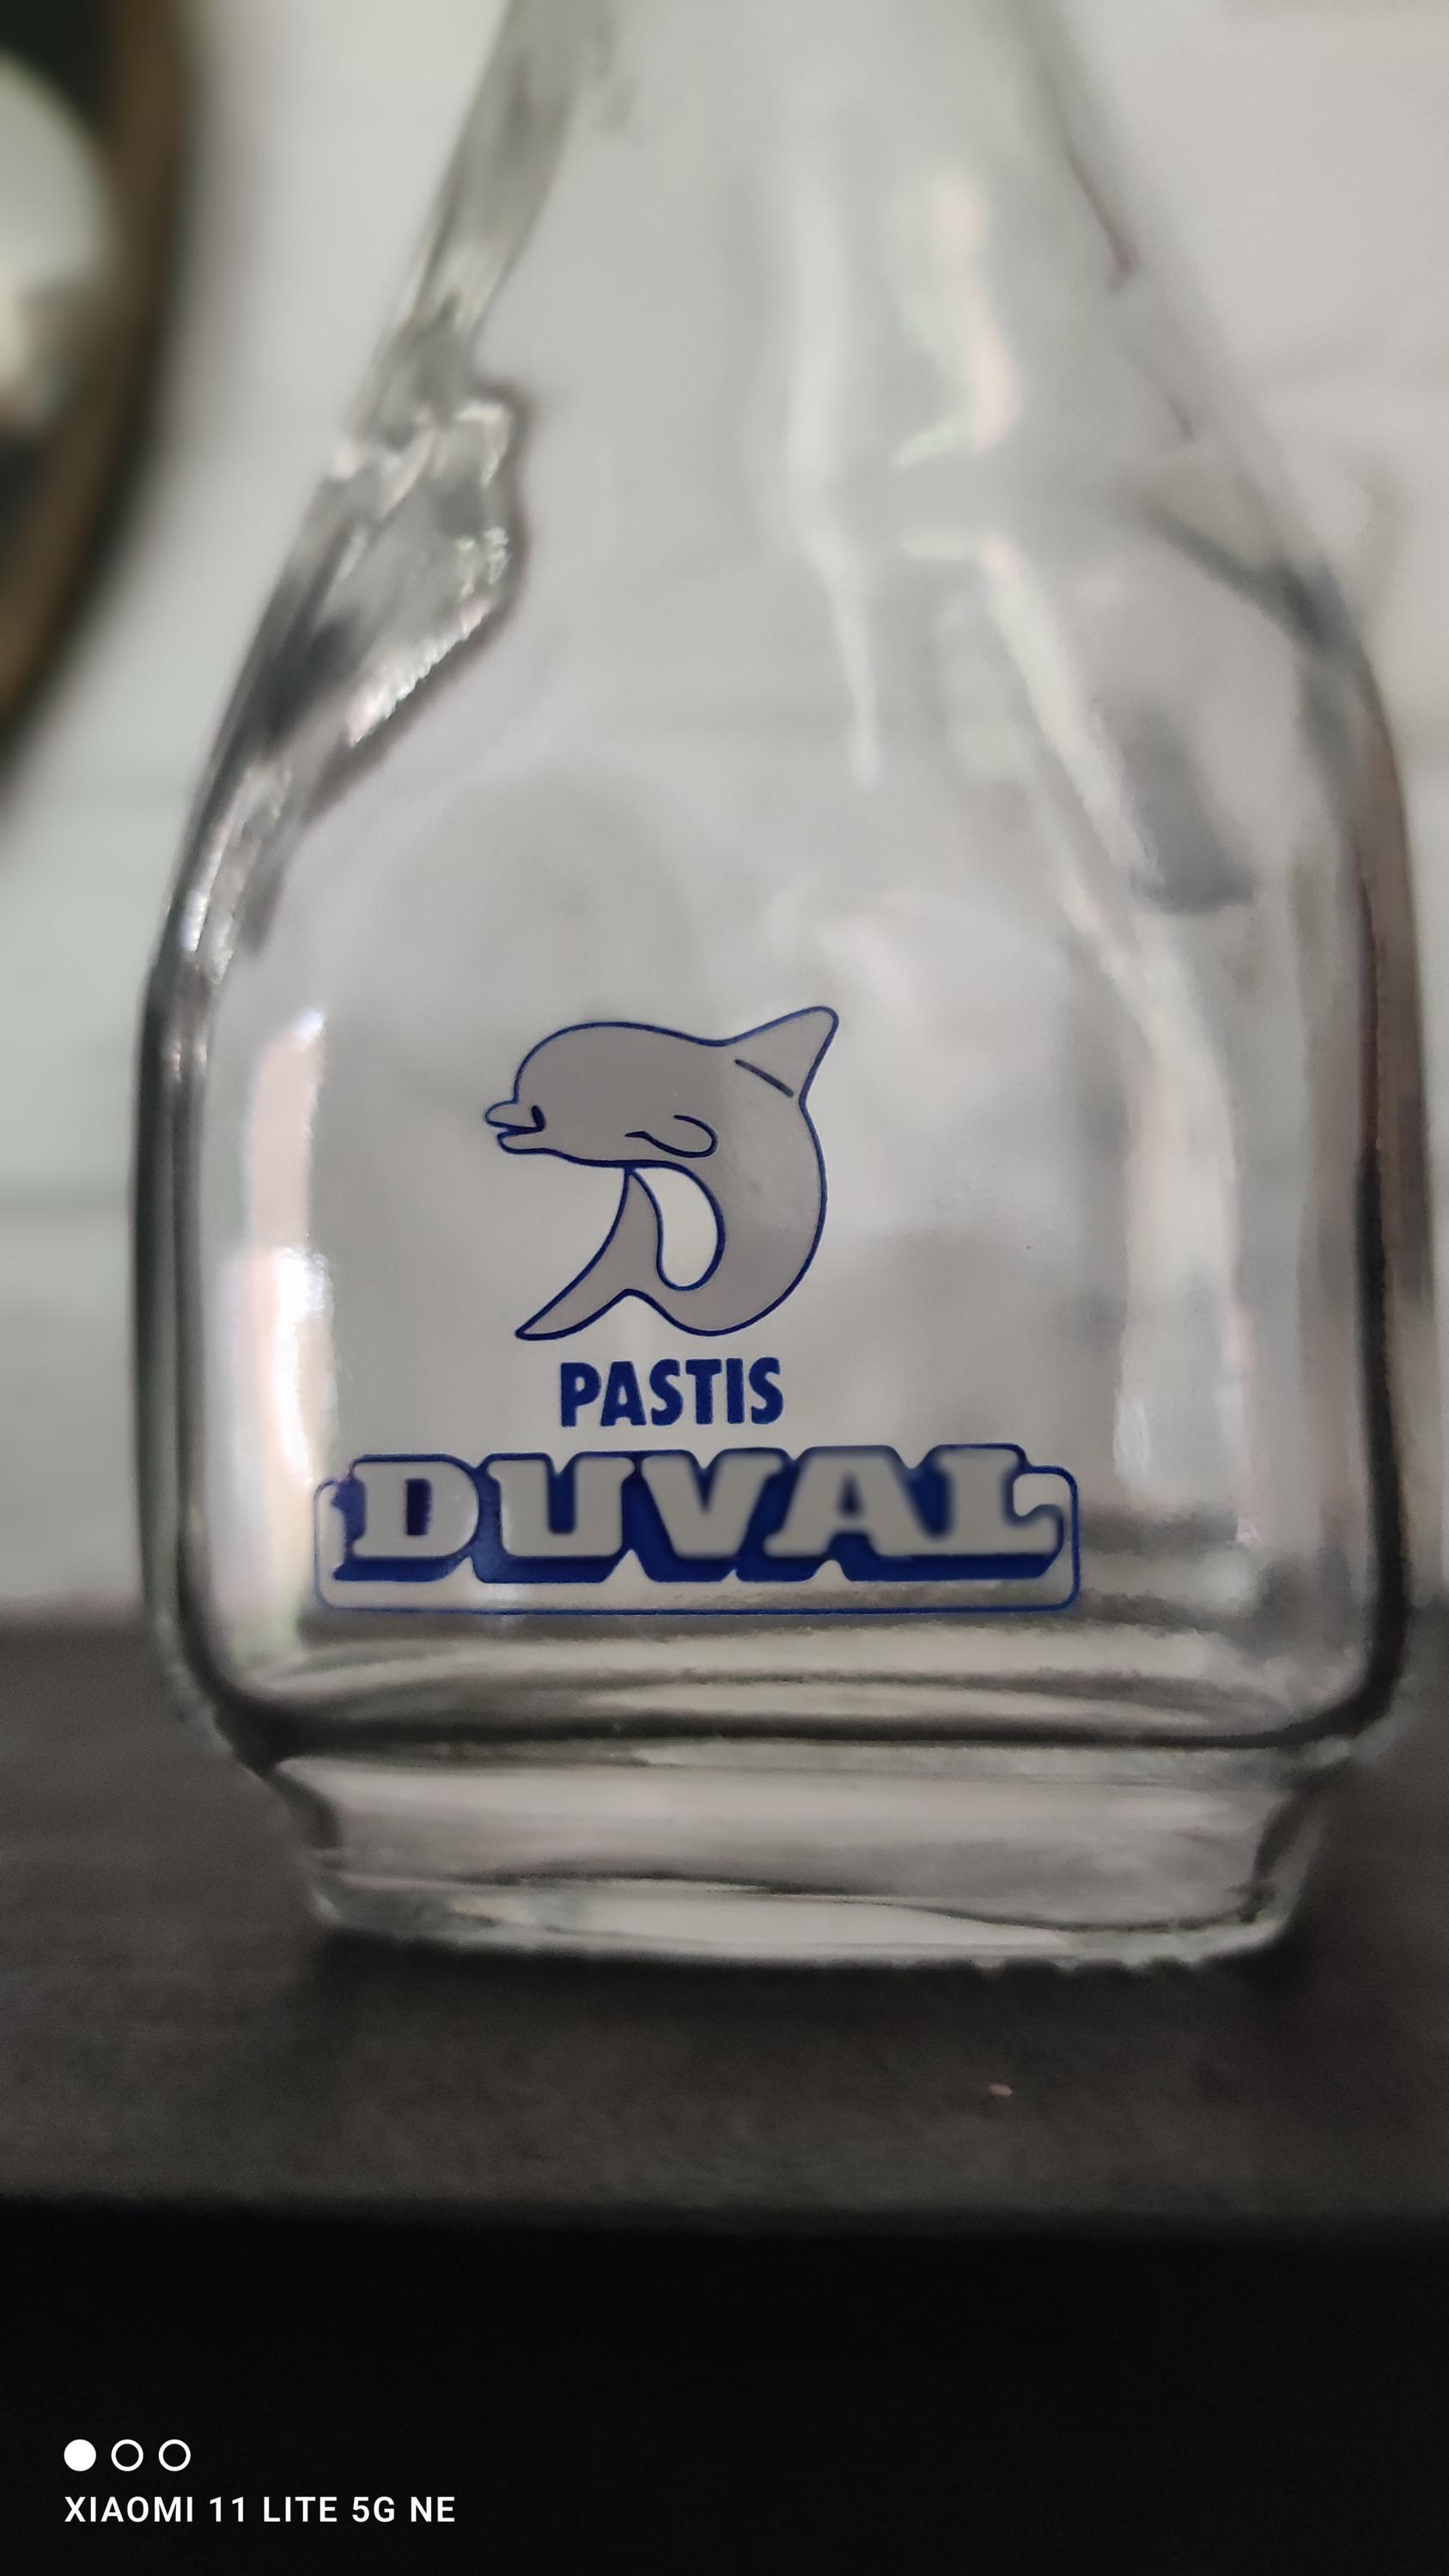 PASTIS
DUVAL
XIAOMI 11 LITE 5G NE